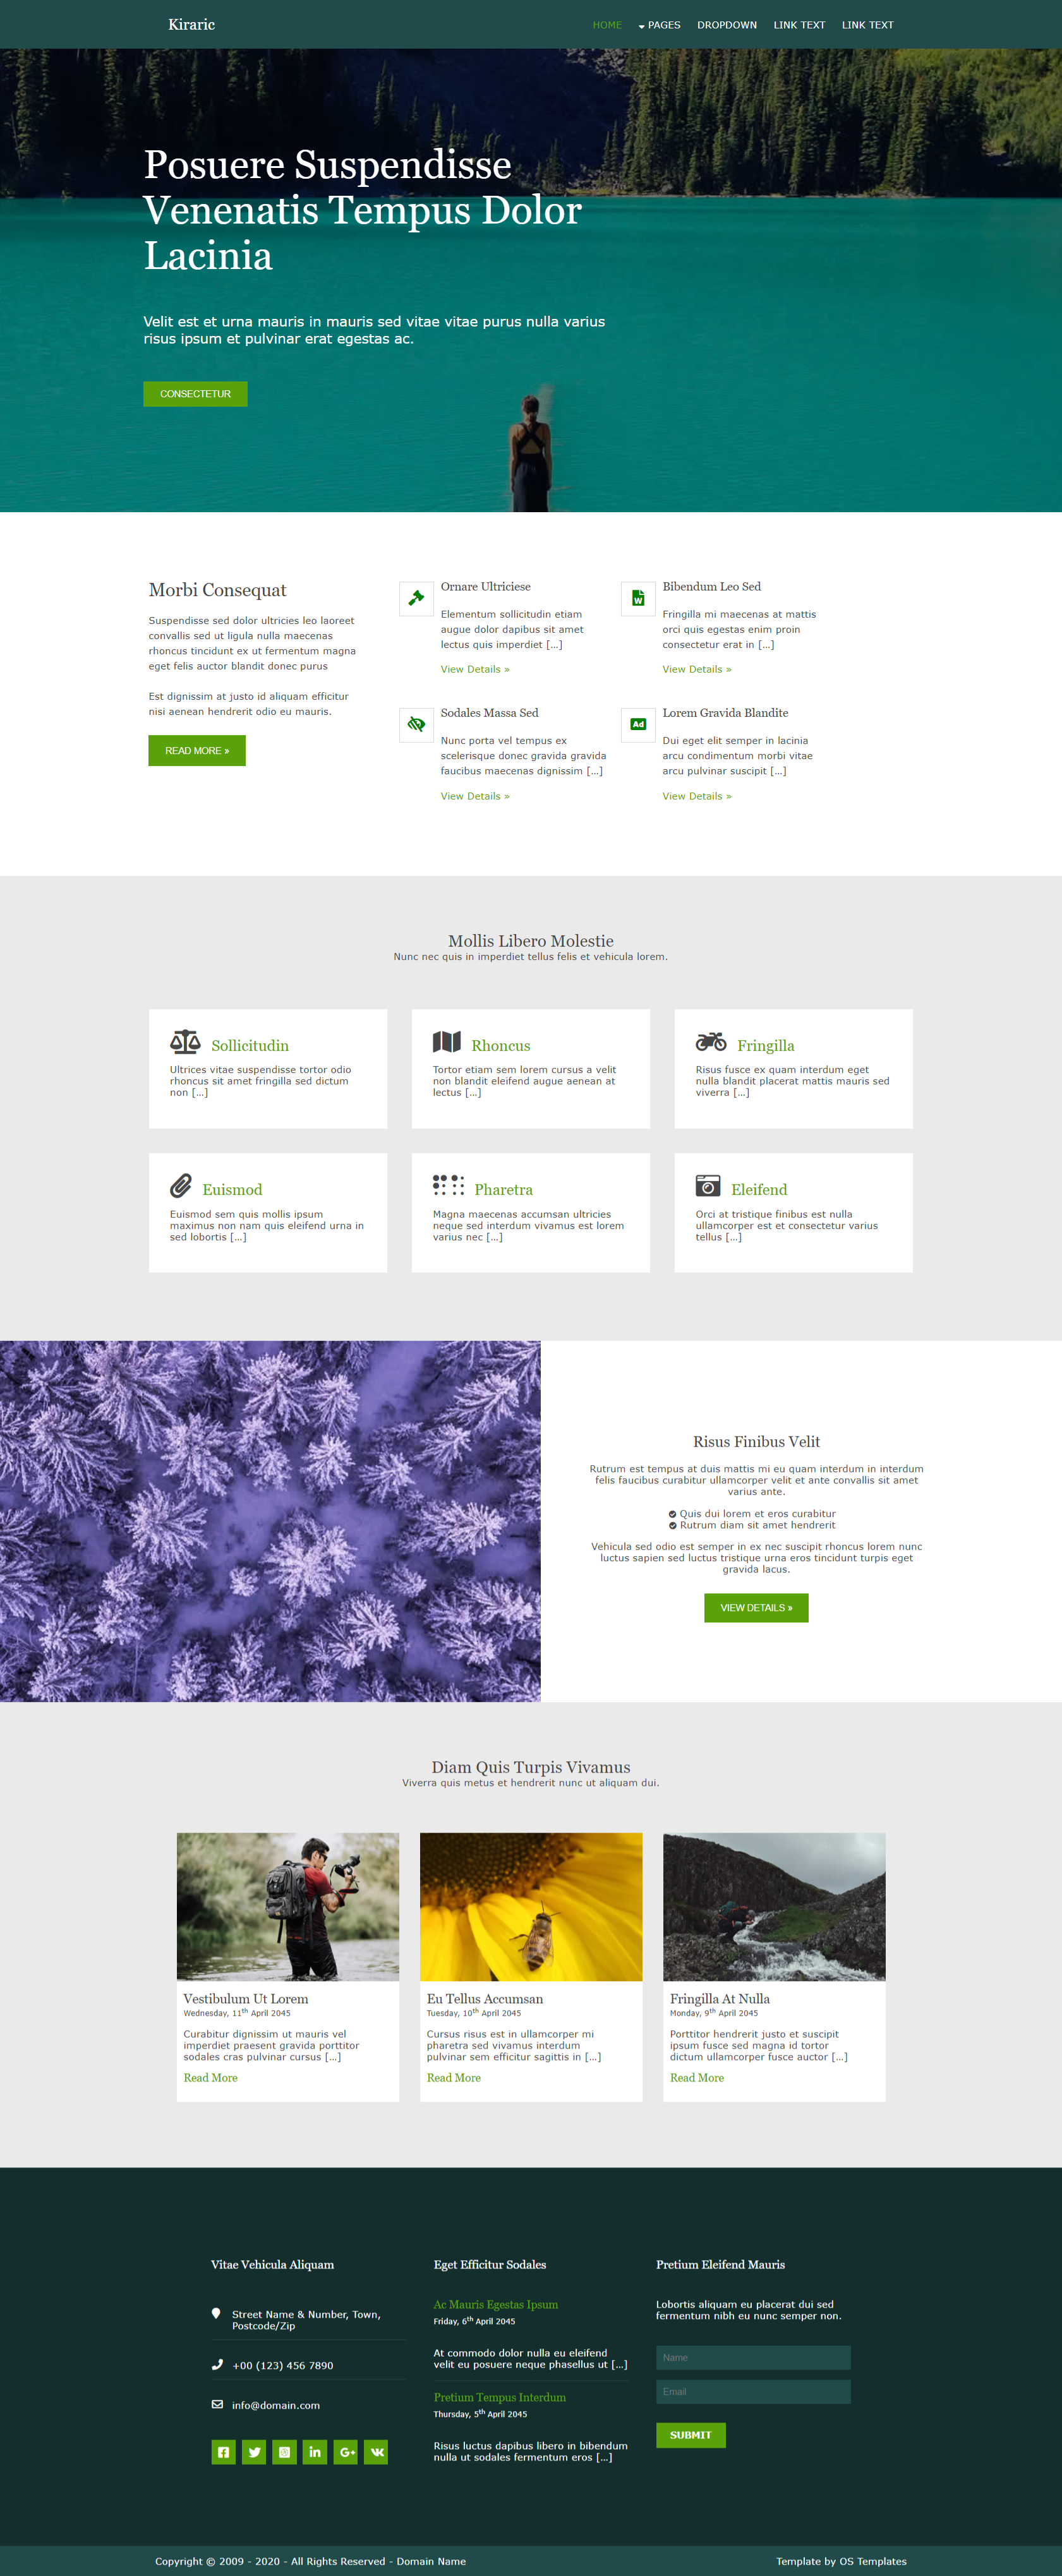 Kiraric
HOME
PAGES
DROPDOWN
LINK TEXT
LINK TEXT
Posuere Suspendisse
Venenatis Tempus Dolor
Lacinia
Velit est et urna mauris in mauris sed vitae vitae purus nulla varius
risus ipsum et pulvinar erat egestas ac.
CONSECTETUR
Morbi Consequat
Suspendisse sed dolor ultricies leo laoreet
convallis sed ut ligula nulla maecenas
rhoncus tincidunt ex ut fermentum magna
eget felis auctor blandit donec purus
Est dignissim at justo id aliquam efficitur
nisi aenean hendrerit odio eu mauris.
READ MORE »
Ornare Ultriciese
Elementum sollicitudin etiam
augue dolor dapibus sit amet
lectus quis imperdiet […]
View Details »
Bibendum Leo Sed
Fringilla mi maecenas at mattis
orci quis egestas enim proin
consectetur erat in […]
View Details »
Sodales Massa Sed
Nunc porta vel tempus ex
scelerisque donec gravida gravida
faucibus maecenas dignissim […]
View Details »
Lorem Gravida Blandite
Dui eget elit semper in lacinia
arcu condimentum morbi vitae
arcu pulvinar suscipit […]
View Details »
Mollis Libero Molestie
Nunc nec quis in imperdiet tellus felis et vehicula lorem.
Sollicitudin
Ultrices vitae suspendisse tortor odio
rhoncus sit amet fringilla sed dictum
non […]
Rhoncus
Tortor etiam sem lorem cursus a velit
non blandit eleifend augue aenean at
lectus […]
Fringilla
Risus fusce ex quam interdum eget
nulla blandit placerat mattis mauris sed
viverra […]
Euismod
Euismod sem quis mollis ipsum
maximus non nam quis eleifend urna in
sed lobortis […]
Pharetra
Magna maecenas accumsan ultricies
neque sed interdum vivamus est lorem
varius nec […]
Eleifend
Orci at tristique finibus est nulla
ullamcorper est et consectetur varius
tellus […]
Risus Finibus Velit
Rutrum est tempus at duis mattis mi eu quam interdum in interdum
felis faucibus curabitur ullamcorper velit et ante convallis sit amet
varius ante.
Quis dui lorem et eros curabitur
Rutrum diam sit amet hendrerit
Vehicula sed odio est semper in ex nec suscipit rhoncus lorem nunc
luctus sapien sed luctus tristique urna eros tincidunt turpis eget
gravida lacus.
VIEW DETAILS »
Diam Quis Turpis Vivamus
Viverra quis metus et hendrerit nunc ut aliquam dui.
Vestibulum Ut Lorem
Wednesday, 11th April 2045
Curabitur dignissim ut mauris vel
imperdiet praesent gravida porttitor
sodales cras pulvinar cursus […]
Read More
Eu Tellus Accumsan
Tuesday, 10th April 2045
Cursus risus est in ullamcorper mi
pharetra sed vivamus interdum
pulvinar sem efficitur sagittis in […]
Read More
Fringilla At Nulla
Monday, 9th April 2045
Porttitor hendrerit justo et suscipit
ipsum fusce sed magna id tortor
dictum ullamcorper fusce auctor […]
Read More
Vitae Vehicula Aliquam
Street Name & Number, Town,
Postcode/Zip
+00 (123) 456 7890
info@domain.com
Eget Efficitur Sodales
Ac Mauris Egestas Ipsum
Friday, 6th April 2045
At commodo dolor nulla eu eleifend
velit eu posuere neque phasellus ut […]
Pretium Tempus Interdum
Thursday, 5th April 2045
Risus luctus dapibus libero in bibendum
nulla ut sodales fermentum eros […]
Pretium Eleifend Mauris
Lobortis aliquam eu placerat dui sed
fermentum nibh eu nunc semper non.
Name
Email
SUBMIT
Copyright © 2009 - 2020 - All Rights Reserved - Domain Name
Template by OS Templates